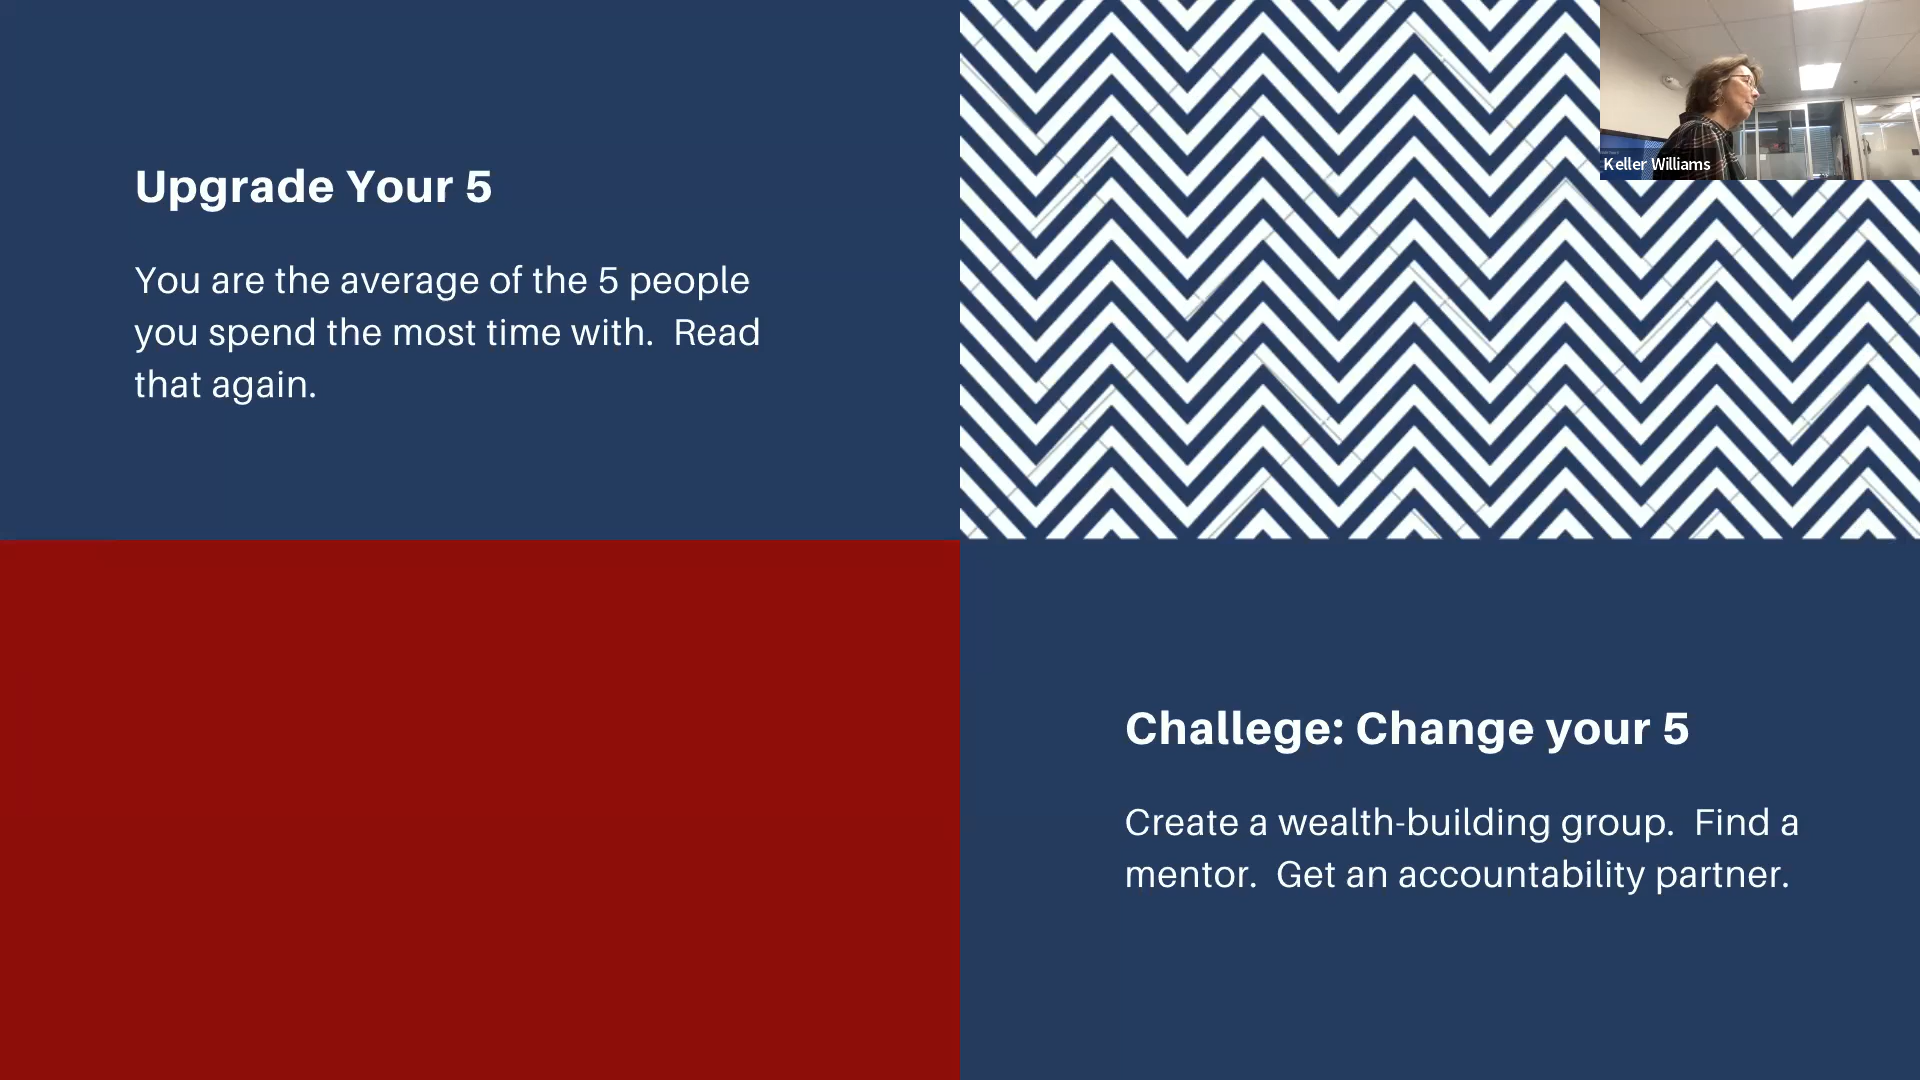 Upgrade Your 5
You are the average of the 5 people
you spend the most time with.  Read
that again.
Keller Williams
Challege: Change your 5
Create a wealth-building group.  Find a
mentor.  Get an accountability partner.